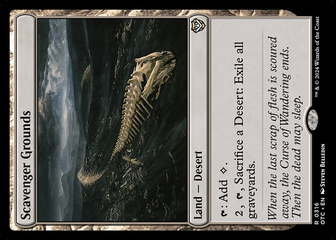 Scavenger Grounds
Land — Desert
: Add .
2, , Sacrifice a Desert: Exile all
graveyards.
When the last scrap of flesh is scoured
away, the Curse of Wandering ends.
Then the dead may sleep.
R 0316
OTC • EN Steven Belledin
™ & © 2024 Wizards of the Coast